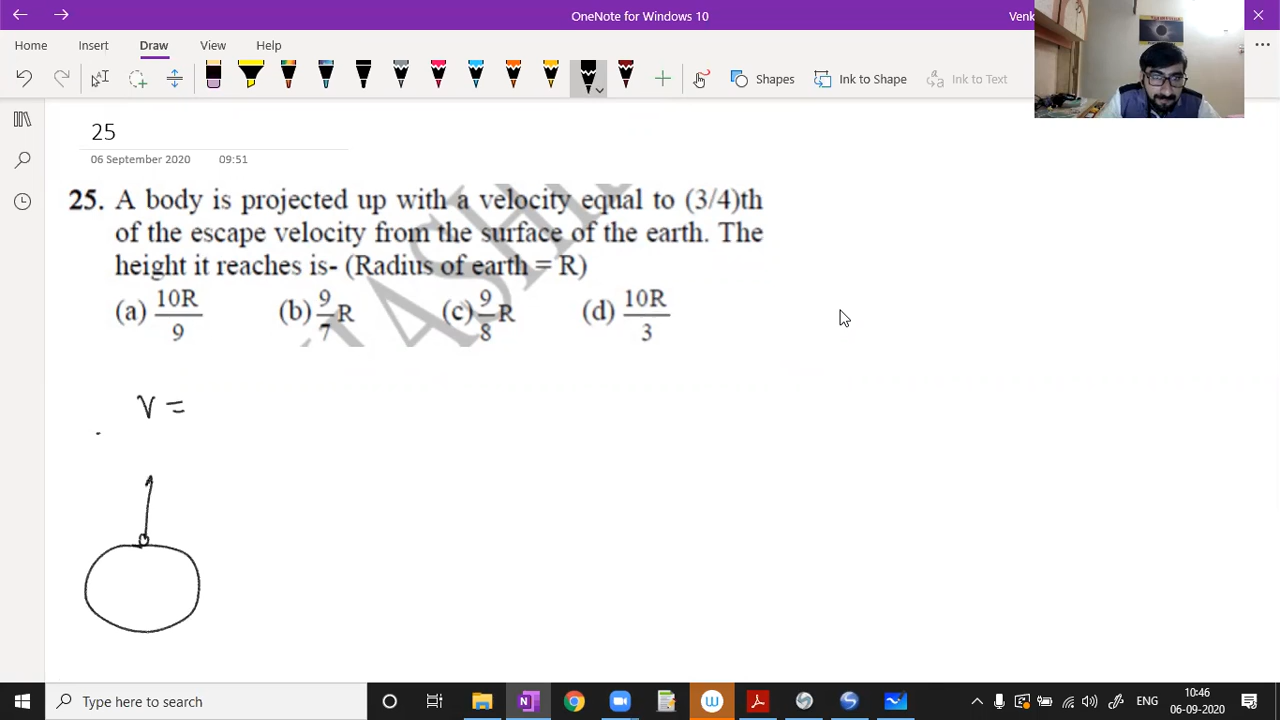 OneNote for Windows 10
Venk
Home Insert Draw View Help
Shapes Ink to Shape Ink to Text
25
06 September 2020 09:51
25. A body is projected up with a velocity equal to (3/4)th
of the escape velocity from the surface of the earth. The
height it reaches is- (Radius of earth = R)
(a) 10R/9 (b) 9/7 R (c) 9/8 R (d) 10R/3
V =
Type here to search
ENG
10:46
06-09-2020